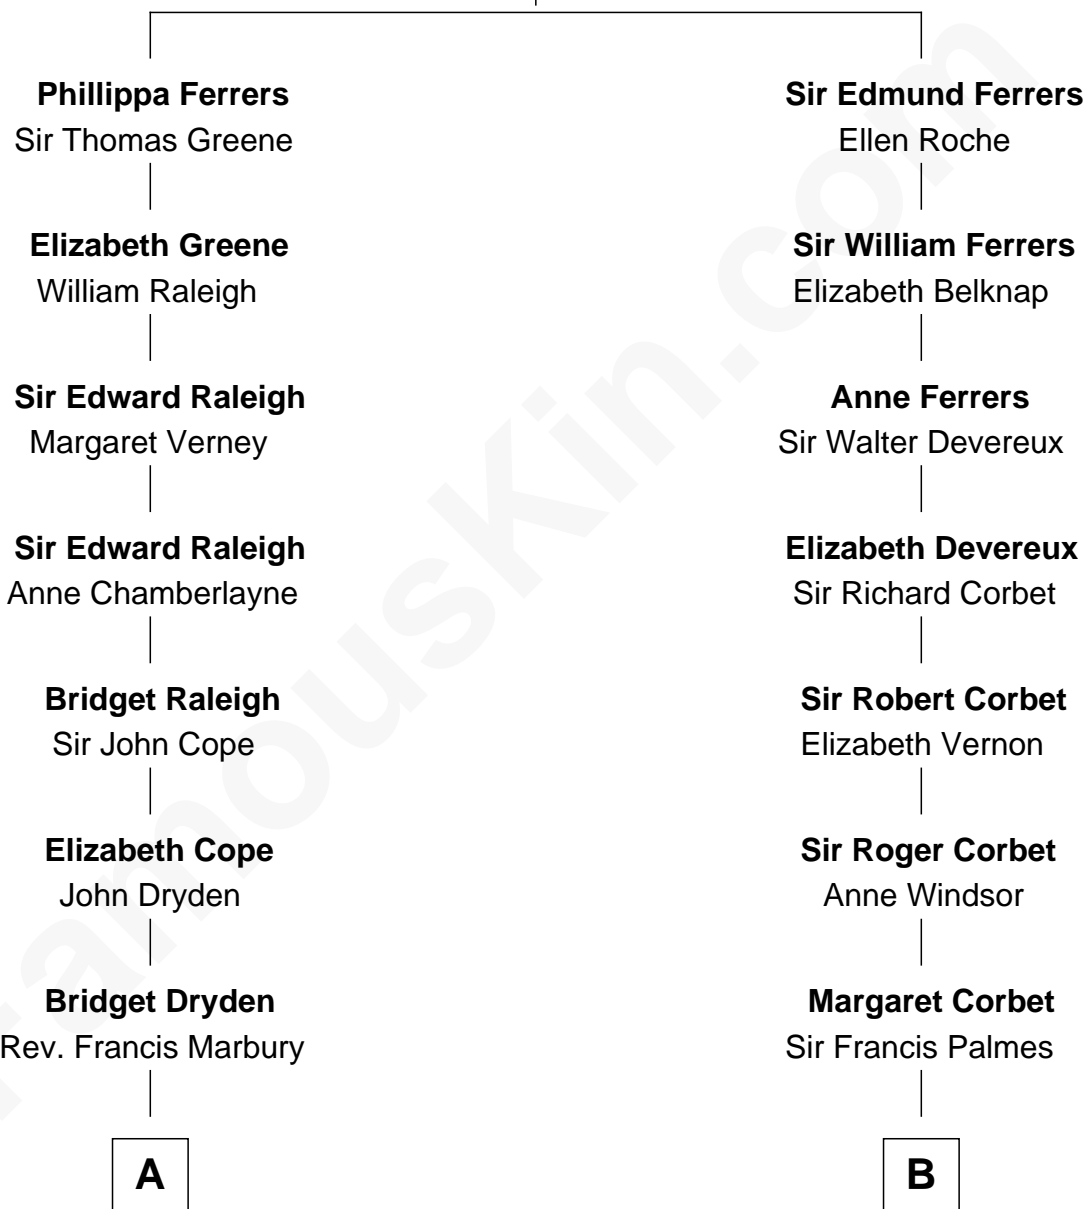 Phillippa Ferrers
Sir Thomas Greene
Elizabeth Greene
William Raleigh
Sir Edward Raleigh
Margaret Verney
Sir Edward Raleigh
Anne Chamberlayne
Bridget Raleigh
Sir John Cope
Elizabeth Cope
John Dryden
Bridget Dryden
Rev. Francis Marbury
A
Sir Edmund Ferrers
Ellen Roche
Sir William Ferrers
Elizabeth Belknap
Anne Ferrers
Sir Walter Devereux
Elizabeth Devereux
Sir Richard Corbet
Sir Robert Corbet
Elizabeth Vernon
Sir Roger Corbet
Anne Windsor
Margaret Corbet
Sir Francis Palmes
B
FamousKin.com